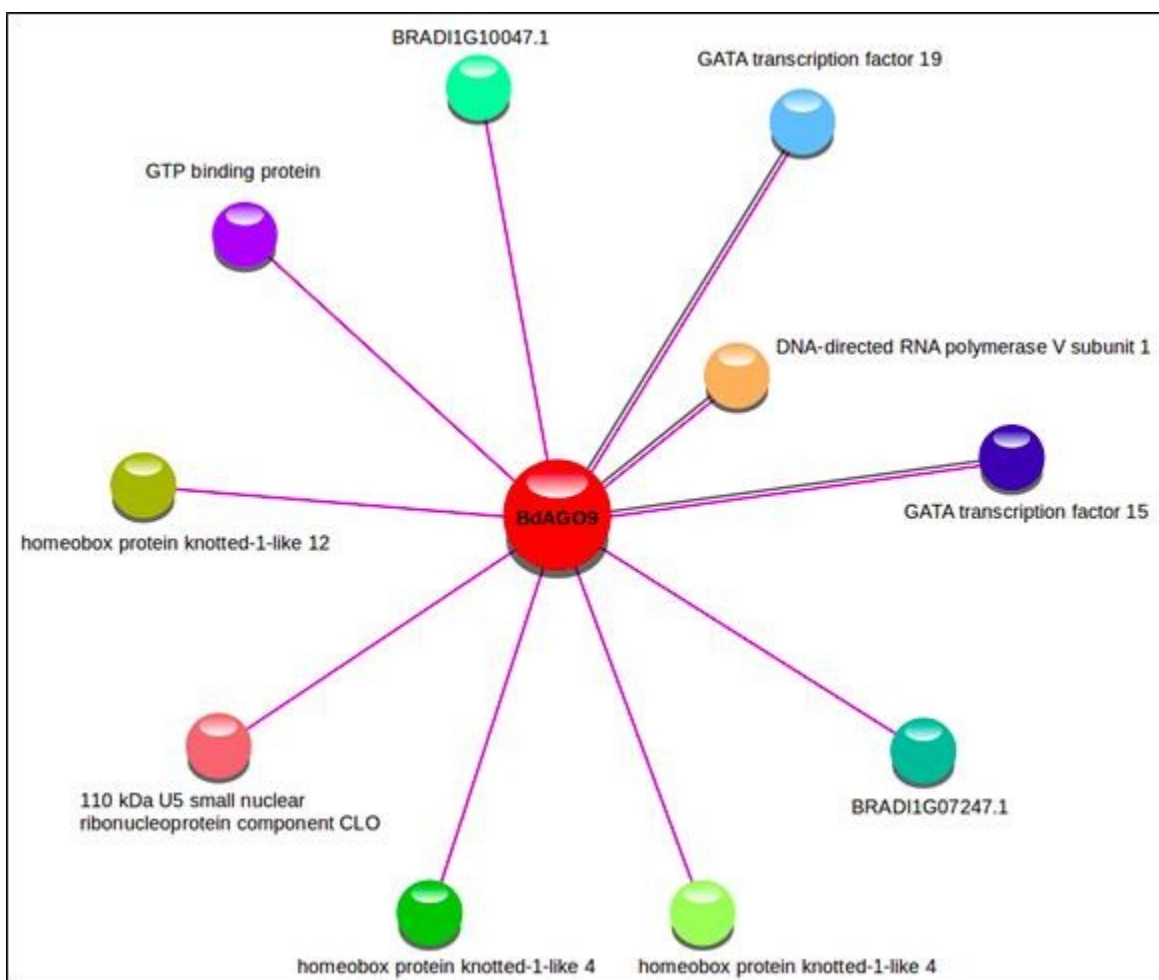 BRADI1G10047.1
GATA transcription factor 19
GTP binding protein
DNA-directed RNA polymerase V subunit 1
BdAGO9
GATA transcription factor 15
homeobox protein knotted-1-like 12
110 kDa U5 small nuclear
ribonucleoprotein component CLO
BRADI1G07247.1
homeobox protein knotted-1-like 4
homeobox protein knotted-1-like 4